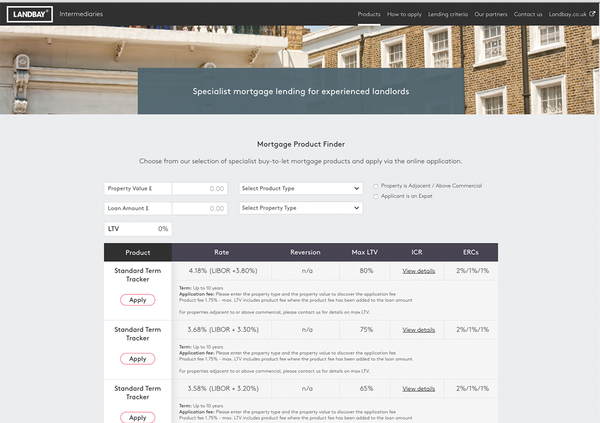 LANDBAY Intermediaries Products How to apply Lending criteria Our partners Contact us Landbay.co.uk
Specialist mortgage lending for experienced landlords
Mortgage Product Finder
Choose from our selection of specialist buy-to-let mortgage products and apply via the online application.
Property Value £ 0.00 Select Product Type Property is Adjacent / Above Commercial
Applicant is an Expat
Loan Amount £ 0.00 Select Property Type
LTV 0%
Product Rate Reversion Max LTV ICR ERCs
Standard Term Tracker 4.18% (LIBOR +3.80%) n/a 80% View details 2%/1%/1%
Apply
Term: Up to 10 years
Application fee: Please enter the property type and the property value to discover the application fee
Product fee 1.75% - max. LTV includes product fee where the product fee has been added to the loan amount
For properties adjacent to or above commercial, please contact us for details on max LTV.
Standard Term Tracker 3.68% (LIBOR + 3.30%) n/a 75% View details 2%/1%/1%
Apply
Term: Up to 10 years
Application fee: Please enter the property type and the property value to discover the application fee
Product fee 1.75% - max. LTV includes product fee where the product fee has been added to the loan amount
For properties adjacent to or above commercial, please contact us for details on max LTV.
Standard Term Tracker 3.58% (LIBOR + 3.20%) n/a 65% View details 2%/1%/1%
Apply
Term: Up to 10 years
Application fee: Please enter the property type and the property value to discover the application fee
Product fee 1.75% - max. LTV includes product fee where the product fee has been added to the loan amount